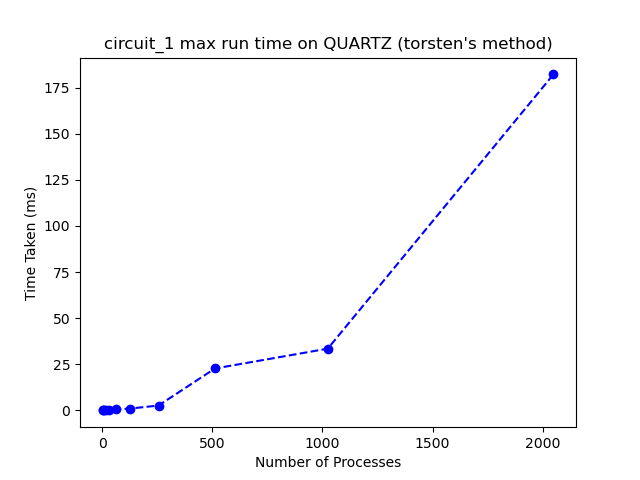 circuit_1 max run time on QUARTZ (torsten's method)
Time Taken (ms)
175
150
125
100
75
50
25
0
0 500 1000 1500 2000
Number of Processes